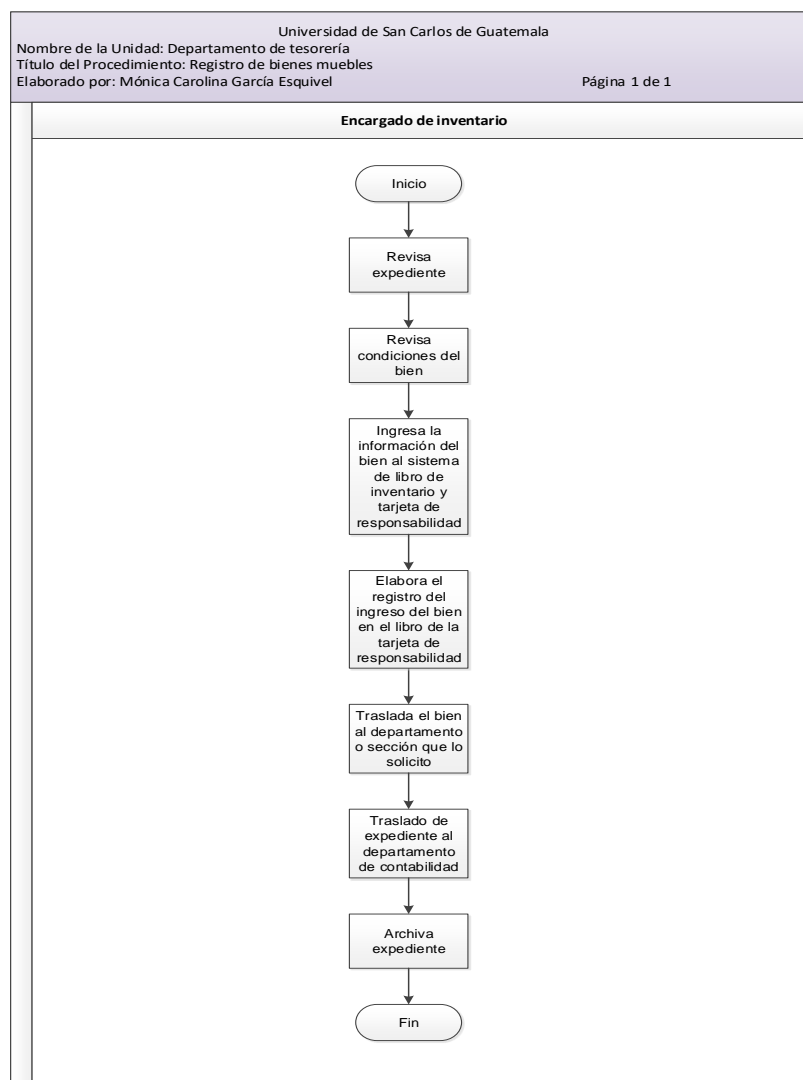 Universidad de San Carlos de Guatemala
Nombre de la Unidad: Departamento de tesorería
Título del Procedimiento: Registro de bienes muebles
Elaborado por: Mónica Carolina García Esquivel Página 1 de 1
Encargado de inventario
Inicio
Revisa
expediente
Revisa
condiciones del
bien
Ingresa la
información del
bien al sistema
de libro de
inventario y
tarjeta de
responsabilidad
Elabora el
registro del
ingreso del bien
en el libro de la
tarjeta de
responsabilidad
Traslada el bien
al departamento
o sección que lo
solicito
Traslado de
expediente al
departamento
de contabilidad
Archiva
expediente
Fin